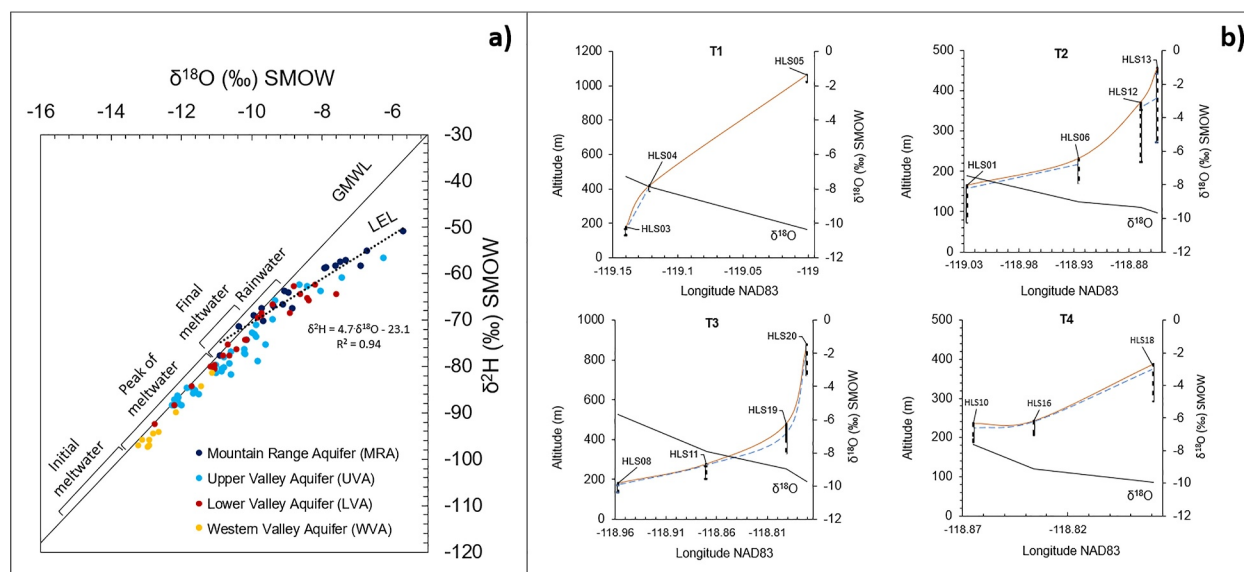 a)
δ18O (‰) SMOW
-16 -14 -12 -10 -8 -6
-30
-40
-50
-60
-70
-80
-90
-100
-110
-120
δ2H (‰) SMOW
GMWL
LEL
Rainwater
Final
meltwater
Peak of
meltwater
Initial
meltwater
δ²H = 4.7·δ¹⁸O - 23.1
R² = 0.94
Mountain Range Aquifer (MRA)
Upper Valley Aquifer (UVA)
Lower Valley Aquifer (LVA)
Western Valley Aquifer (WVA)
b)
T1
Altitude (m)
1200
1000
800
600
400
200
0
HLS05
HLS04
HLS03
δ18O
0
-2
-4
-6
-8
-10
-12
δ18O (‰) SMOW
-119.15 -119.1 -119.05 -119
Longitude NAD83
T2
Altitude (m)
500
400
300
200
100
0
HLS13
HLS12
HLS06
HLS01
δ18O
0
-2
-4
-6
-8
-10
-12
δ18O (‰) SMOW
-119.03 -118.98 -118.93 -118.88
Longitude NAD83
T3
Altitude (m)
1000
800
600
400
200
0
HLS20
HLS19
HLS11
HLS08
δ18O
0
-2
-4
-6
-8
-10
-12
δ18O (‰) SMOW
-118.96 -118.91 -118.86 -118.81
Longitude NAD83
T4
Altitude (m)
500
400
300
200
100
0
HLS18
HLS10
HLS16
δ18O
0
-2
-4
-6
-8
-10
-12
δ18O (‰) SMOW
-118.87 -118.82
Longitude NAD83